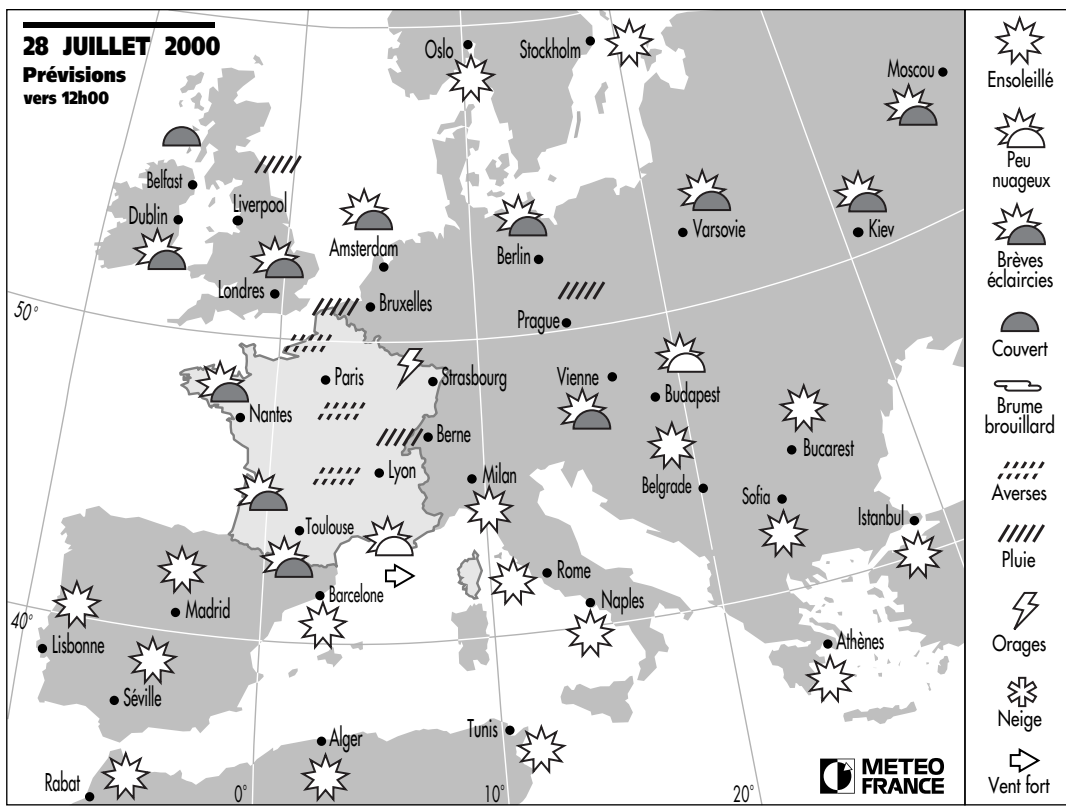 28 JUILLET 2000
Prévisions
vers 12h00
Oslo
Stockholm
Moscou
Belfast
Dublin
Liverpool
Londres
Amsterdam
Bruxelles
Berlin
Varsovie
Kiev
Prague
50°
Paris
Strasbourg
Vienne
Budapest
Nantes
Berne
Bucarest
Lyon
Milan
Belgrade
Sofia
Istanbul
Toulouse
Rome
Barcelone
Naples
Madrid
40°
Lisbonne
Athènes
Séville
Alger
Tunis
Rabat
0°
10°
20°
METEO
FRANCE
Ensoleillé
Peu
nuageux
Brèves
éclaircies
Couvert
Brume
brouillard
Averses
Pluie
Orages
Neige
Vent fort